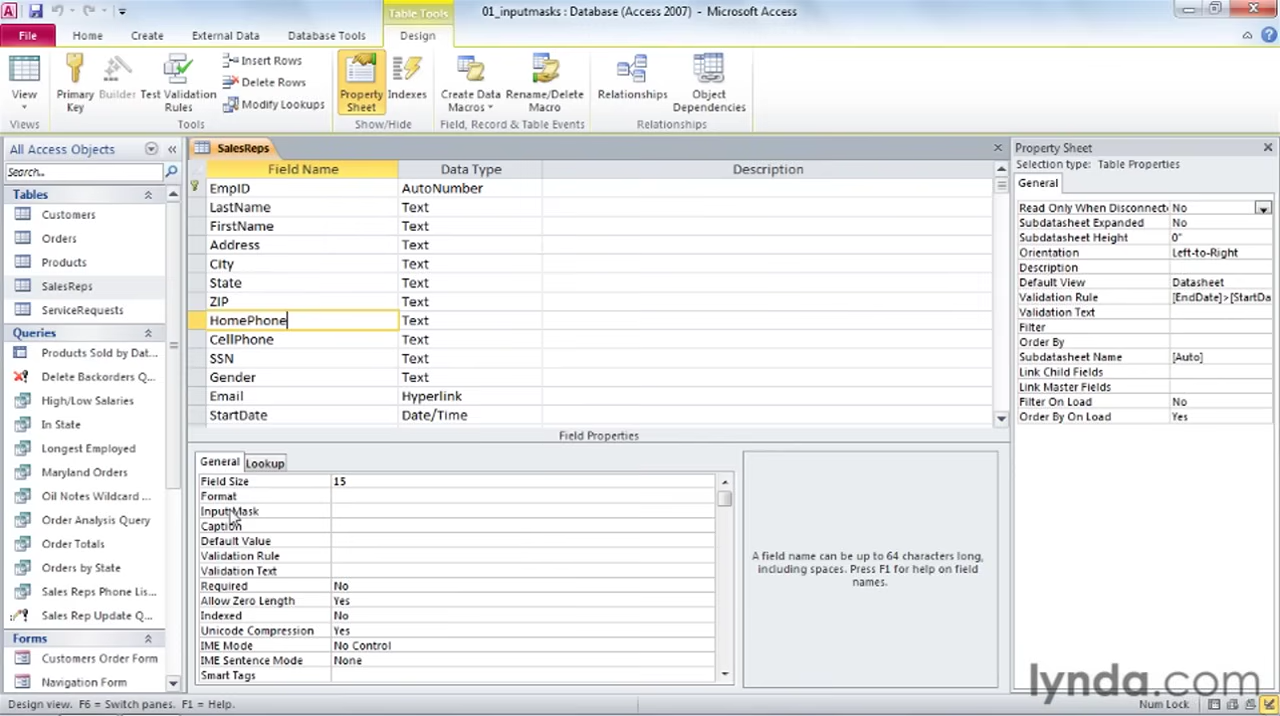 01_inputmasks : Database (Access 2007) - Microsoft Access
Table Tools
File Home Create External Data Database Tools Design
View
Primary Key
Builder
Test Validation Rules
Insert Rows
Delete Rows
Modify Lookups
Property Sheet
Indexes
Create Data Macros
Rename/Delete Macro
Relationships
Object Dependencies
Views Tools Show/Hide Field, Record & Table Events Relationships
All Access Objects
Search...
Tables
Customers
Orders
Products
SalesReps
ServiceRequests
Queries
Products Sold by Dat...
Delete Backorders Q...
High/Low Salaries
In State
Longest Employed
Maryland Orders
Oil Notes Wildcard ...
Order Analysis Query
Order Totals
Orders by State
Sales Reps Phone Lis...
Sales Rep Update Q...
Forms
Customers Order Form
Navigation Form
SalesReps
Field Name Data Type Description
EmpID AutoNumber
LastName Text
FirstName Text
Address Text
City Text
State Text
ZIP Text
HomePhone Text
CellPhone Text
SSN Text
Gender Text
Email Hyperlink
StartDate Date/Time
Field Properties
General Lookup
Field Size 15
Format
Input Mask
Caption
Default Value
Validation Rule
Validation Text
Required No
Allow Zero Length Yes
Indexed No
Unicode Compression Yes
IME Mode No Control
IME Sentence Mode None
Smart Tags
A field name can be up to 64 characters long,
including spaces. Press F1 for help on field
names.
Property Sheet
Selection type: Table Properties
General
Read Only When Disconnect No
Subdatasheet Expanded No
Subdatasheet Height 0"
Orientation Left-to-Right
Description
Default View Datasheet
Validation Rule [EndDate]>[StartDa
Validation Text
Filter
Order By
Subdatasheet Name [Auto]
Link Child Fields
Link Master Fields
Filter On Load No
Order By On Load Yes
lynda.com
Design view. F6 = Switch panes. F1 = Help.
Num Lock